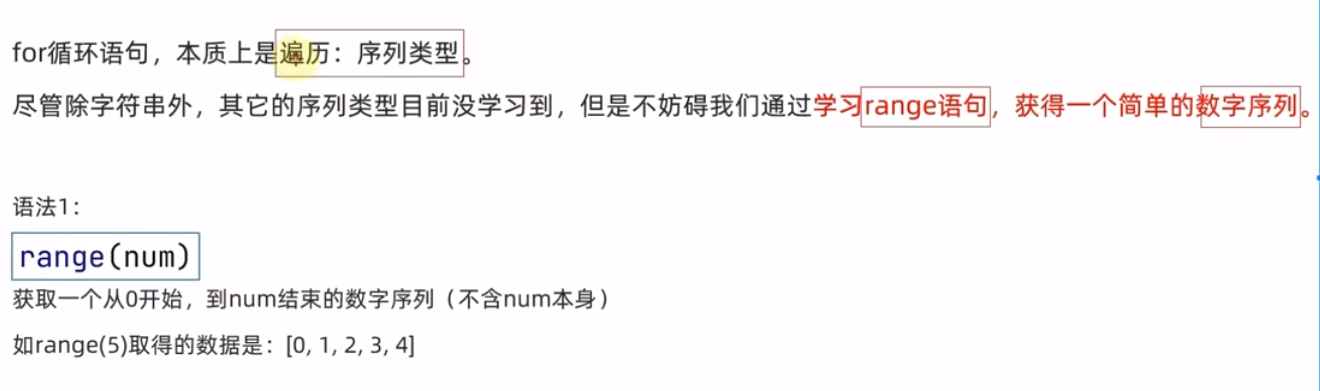 for循环语句，本质上是遍历：序列类型。
尽管除字符串外，其它的序列类型目前没学习到，但是不妨碍我们通过学习range语句，获得一个简单的数字序列。
语法1：
range(num)
获取一个从0开始，到num结束的数字序列（不含num本身）
如range(5)取得的数据是：[0, 1, 2, 3, 4]